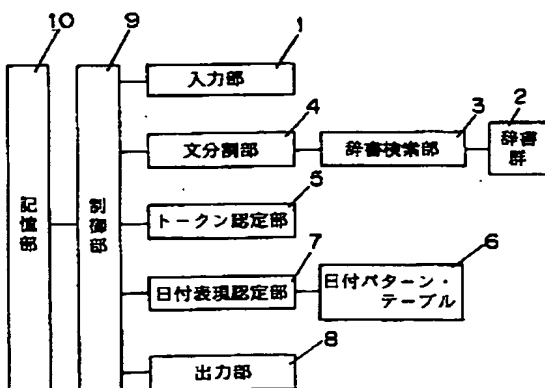 10
9
1
入力部
4
3
2
文分割部
辞書検索部
辞書
群
5
トークン認定部
記憶部
制御部
7
6
日付表現認定部
日付パターン・
テーブル
8
出力部